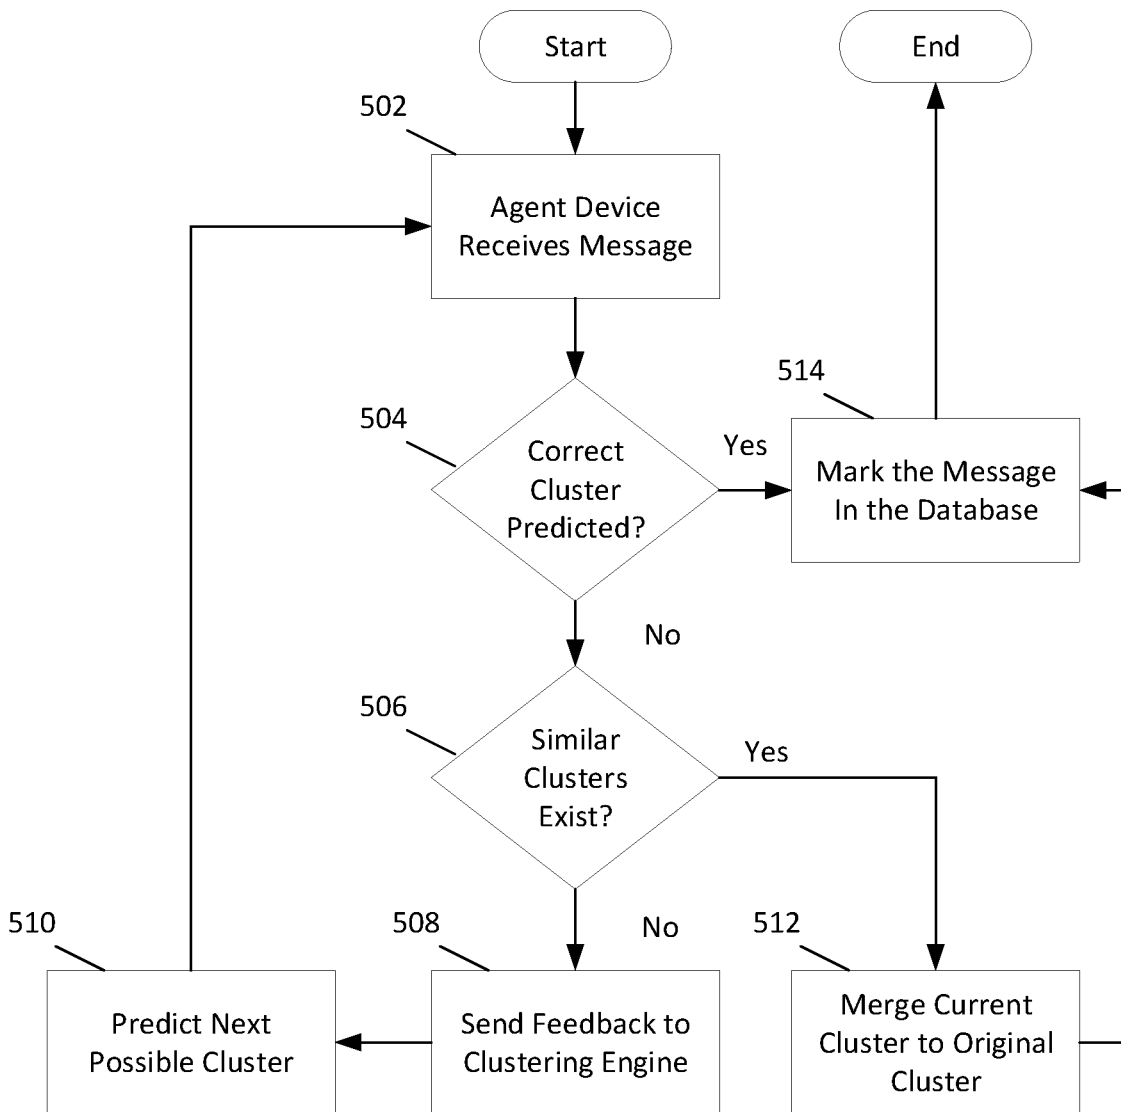 Start
End
502
Agent Device
Receives Message
514
504
Correct
Cluster
Predicted?
Yes
Mark the Message
In the Database
No
506
Similar
Clusters
Exist?
Yes
No
510
508
512
Predict Next
Possible Cluster
Send Feedback to
Clustering Engine
Merge Current
Cluster to Original
Cluster